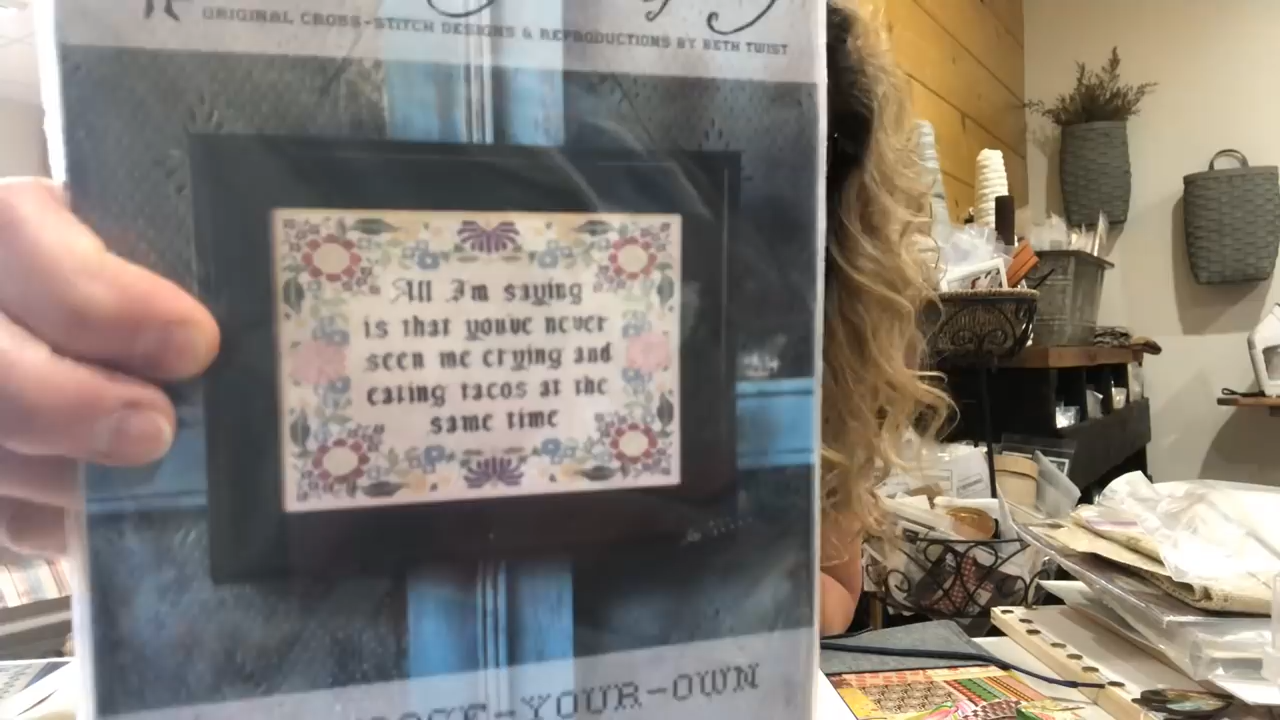 ORIGINAL CROSS-STITCH DESIGNS & REPRODUCTIONS BY BETH TWIST
All I'm saying
is that you've never
seen me crying and
eating tacos at the
same time
-YOUR-OWN